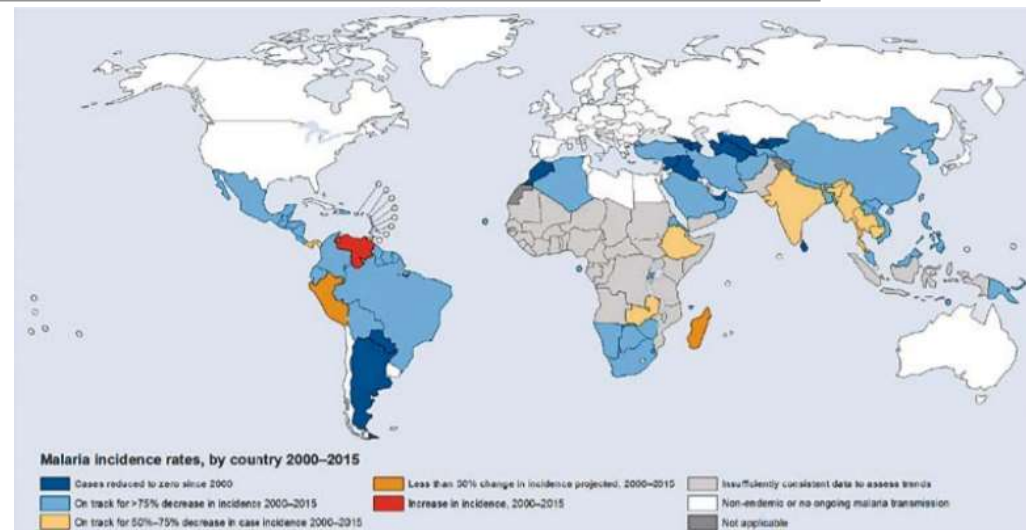 Malaria incidence rates, by country 2000–2015
Cases reduced to zero since 2000
On track for >75% decrease in incidence 2000–2015
On track for 50%–75% decrease in case incidence 2000–2015
Less than 50% change in incidence projected, 2000–2015
Increase in incidence, 2000–2015
Insufficiently consistent data to assess trends
Non-endemic or no ongoing malaria transmission
Not applicable